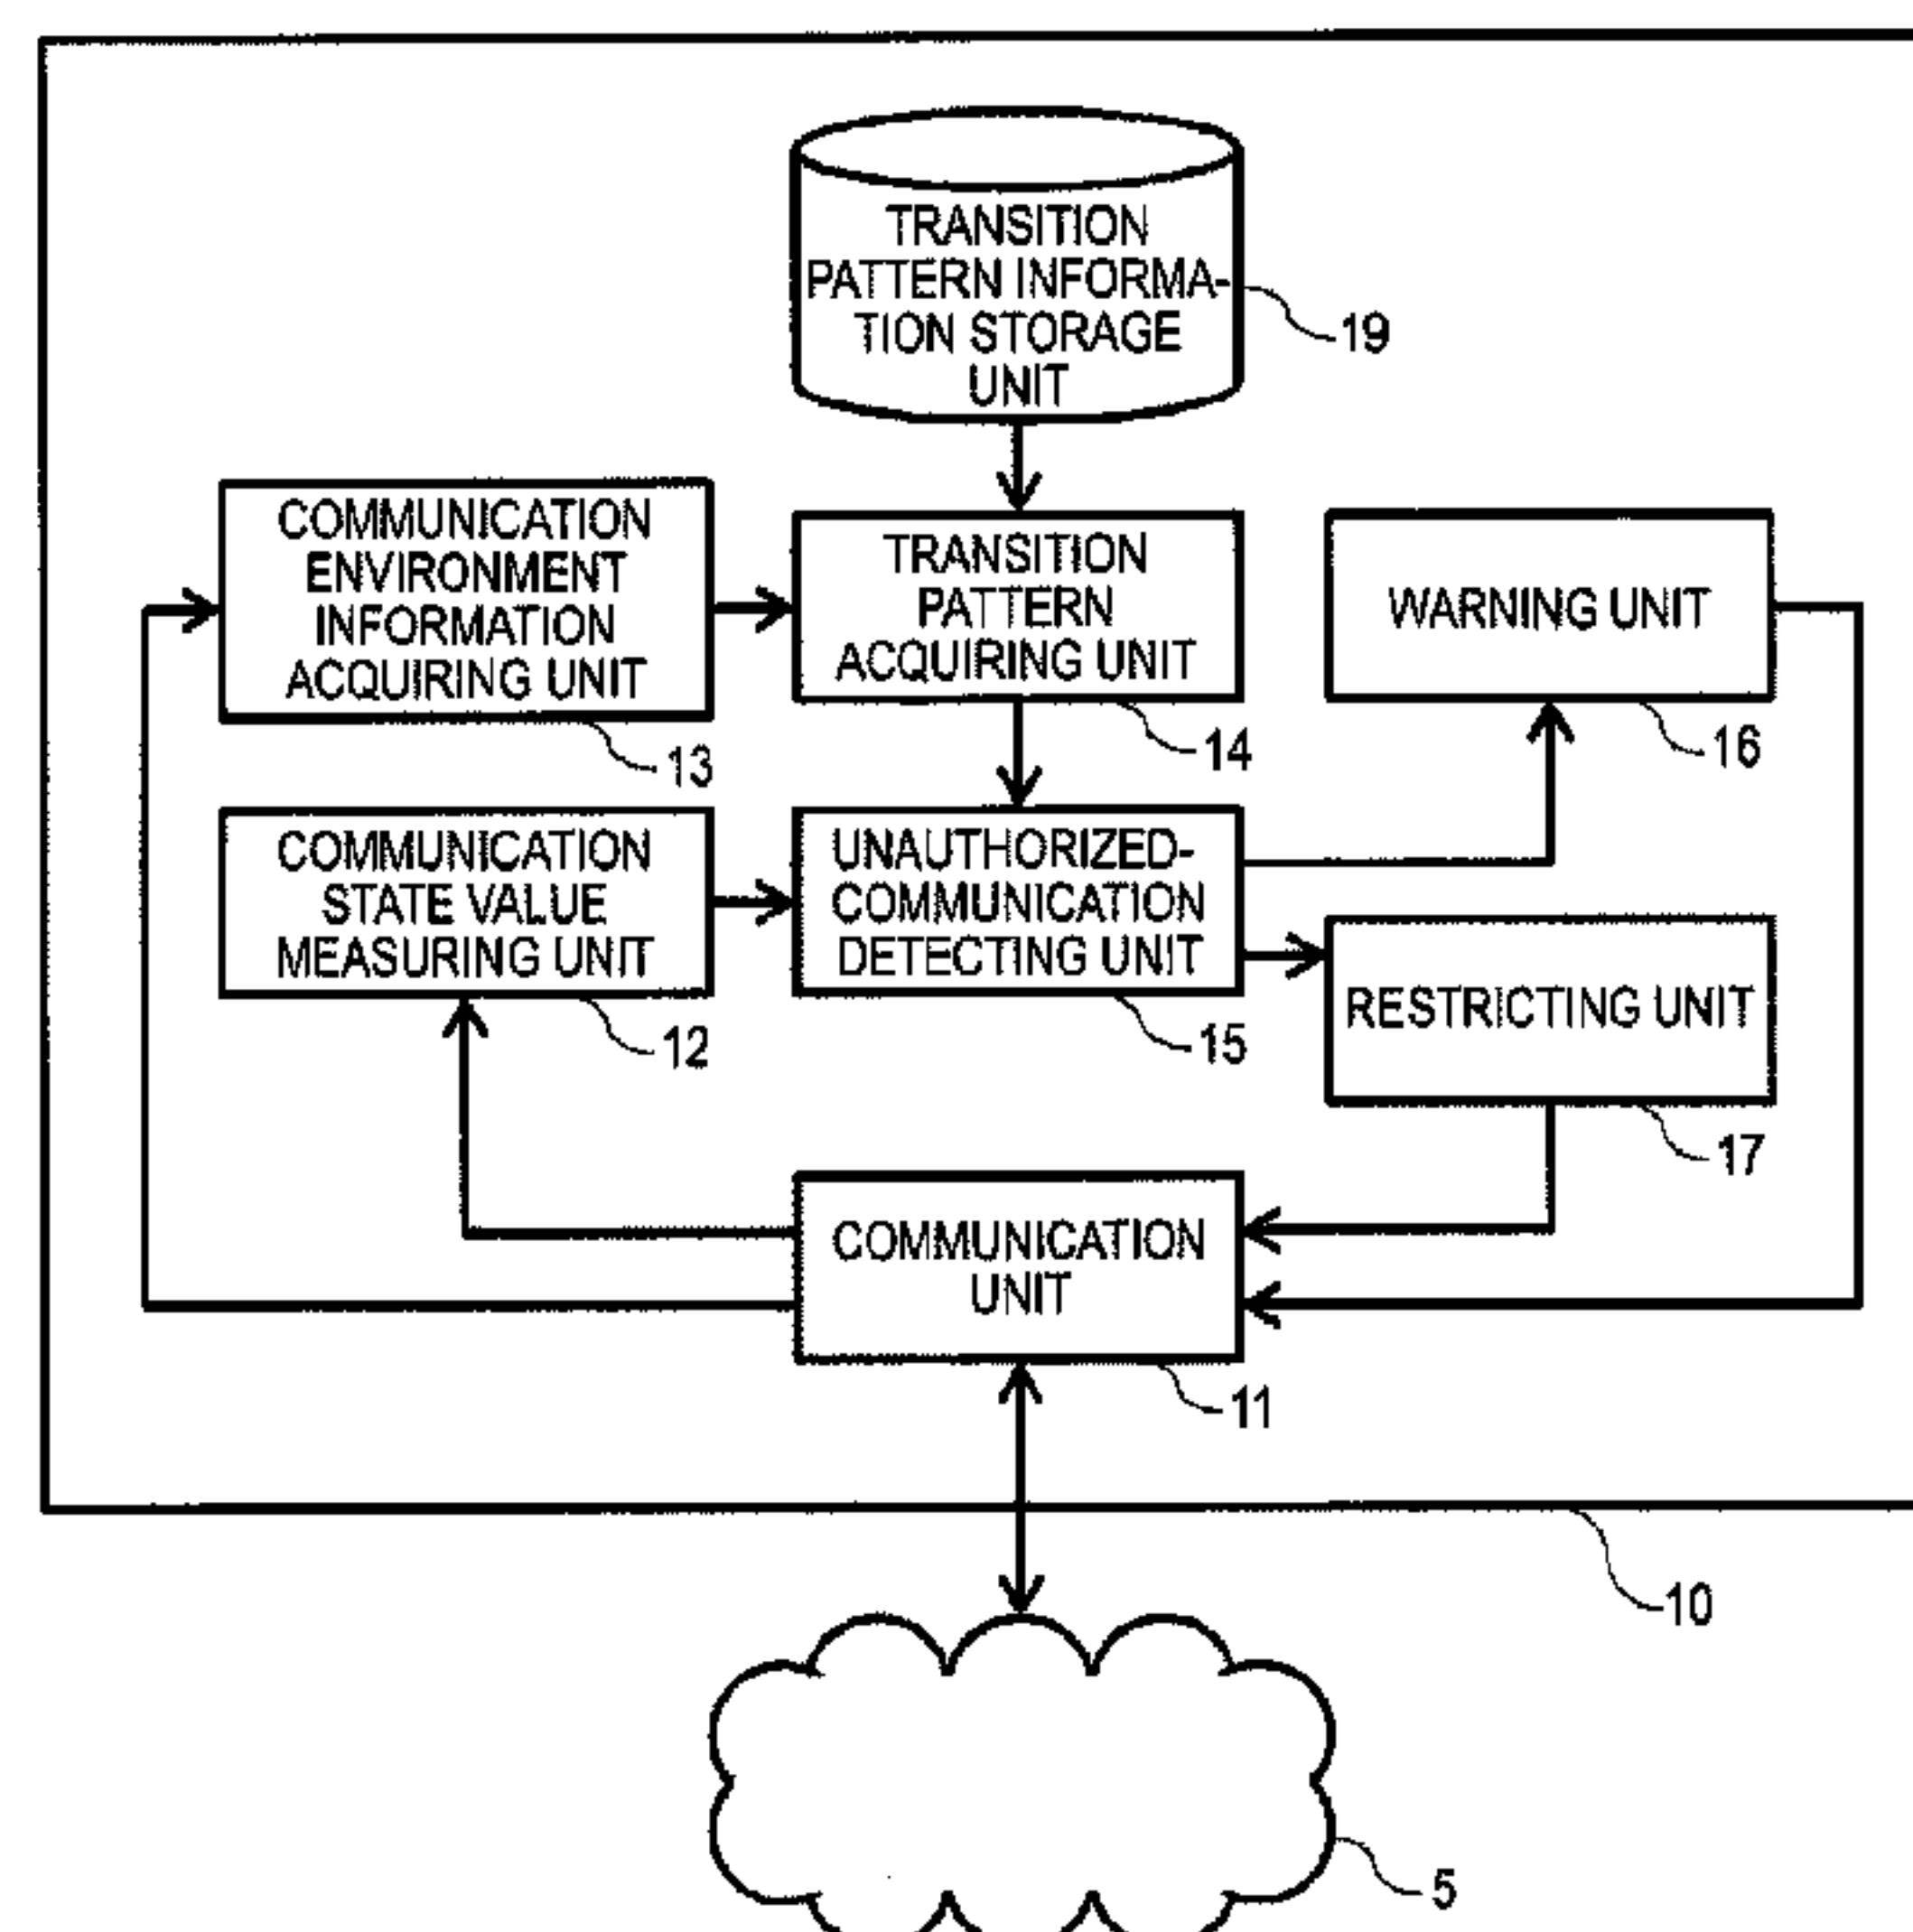 TRANSITION
PATTERN INFORMA-
TION STORAGE
UNIT
19
COMMUNICATION
ENVIRONMENT
INFORMATION
ACQUIRING UNIT
13
TRANSITION
PATTERN
ACQUIRING UNIT
14
WARNING UNIT
16
COMMUNICATION
STATE VALUE
MEASURING UNIT
12
UNAUTHORIZED-
COMMUNICATION
DETECTING UNIT
15
RESTRICTING UNIT
17
COMMUNICATION
UNIT
11
10
5